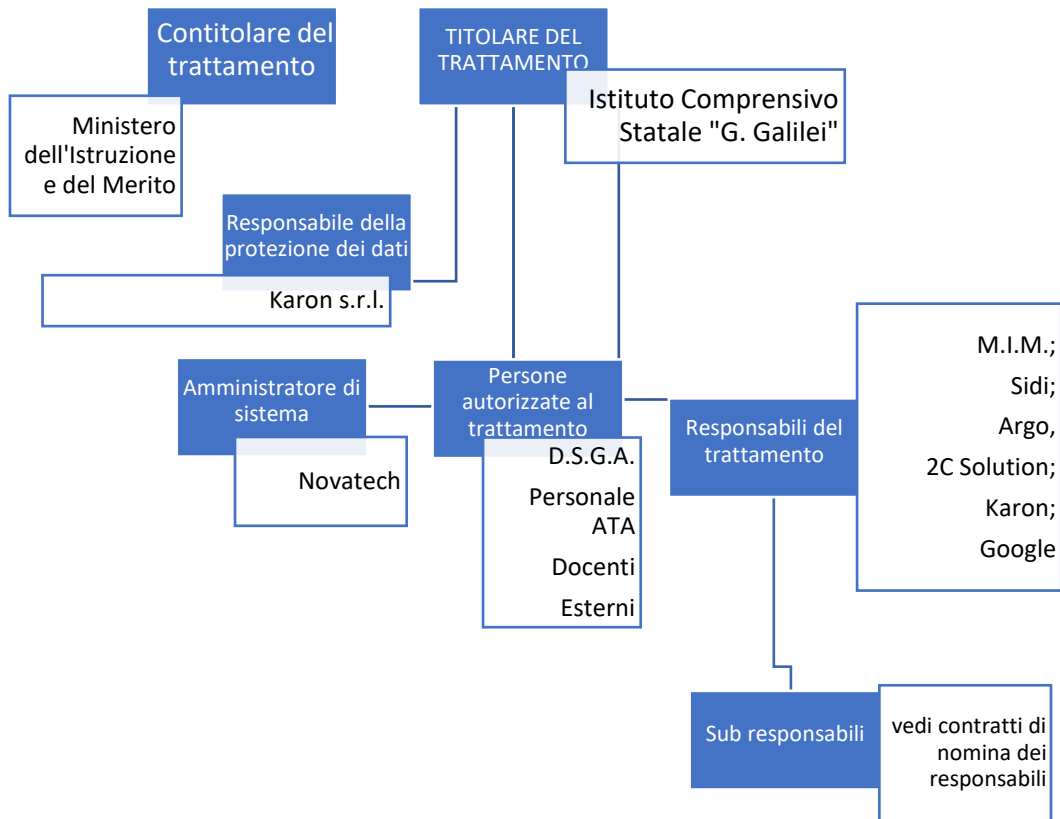 Contitolare del
trattamento
Ministero
dell'Istruzione
e del Merito
TITOLARE DEL
TRATTAMENTO
Istituto Comprensivo
Statale "G. Galilei"
Responsabile della
protezione dei dati
Karon s.r.l.
Amministratore di
sistema
Novatech
Persone
autorizzate al
trattamento
D.S.G.A.
Personale
ATA
Docenti
Esterni
Responsabili del
trattamento
M.I.M.;
Sidi;
Argo,
2C Solution;
Karon;
Google
Sub responsabili
vedi contratti di
nomina dei
responsabili